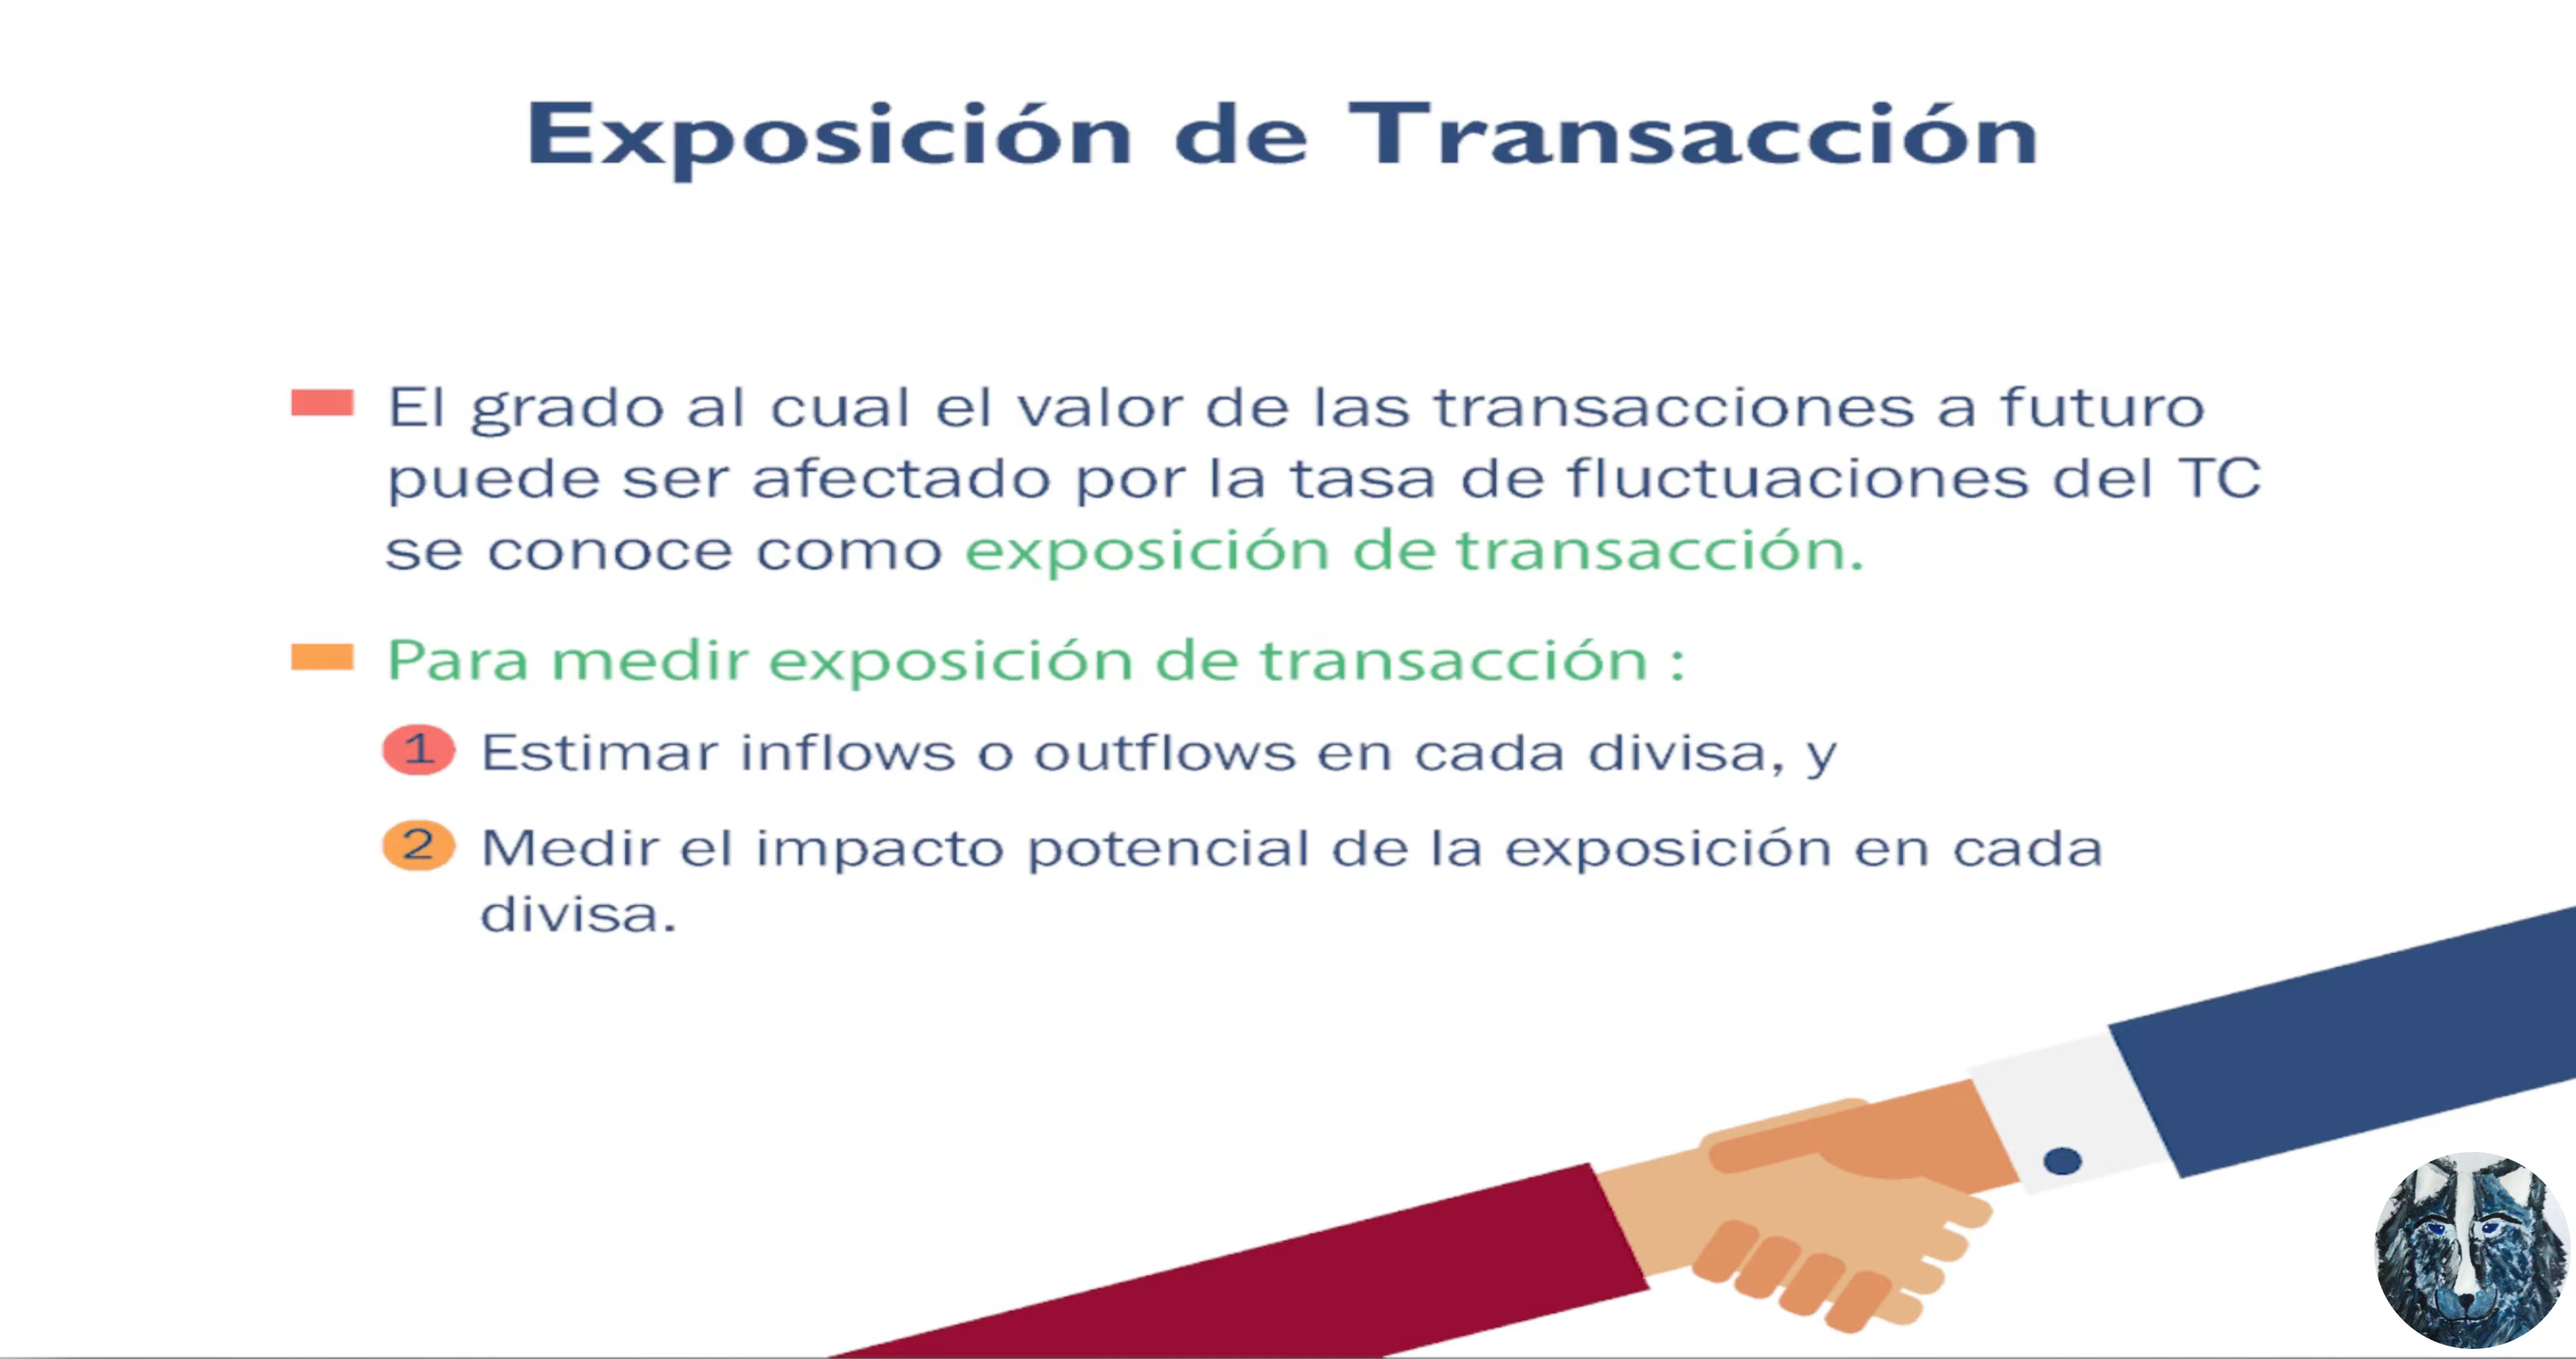 Exposición de Transacción
El grado al cual el valor de las transacciones a futuro
puede ser afectado por la tasa de fluctuaciones del TC
se conoce como exposición de transacción.
Para medir exposición de transacción :
1 Estimar inflows o outflows en cada divisa, y
2 Medir el impacto potencial de la exposición en cada
divisa.